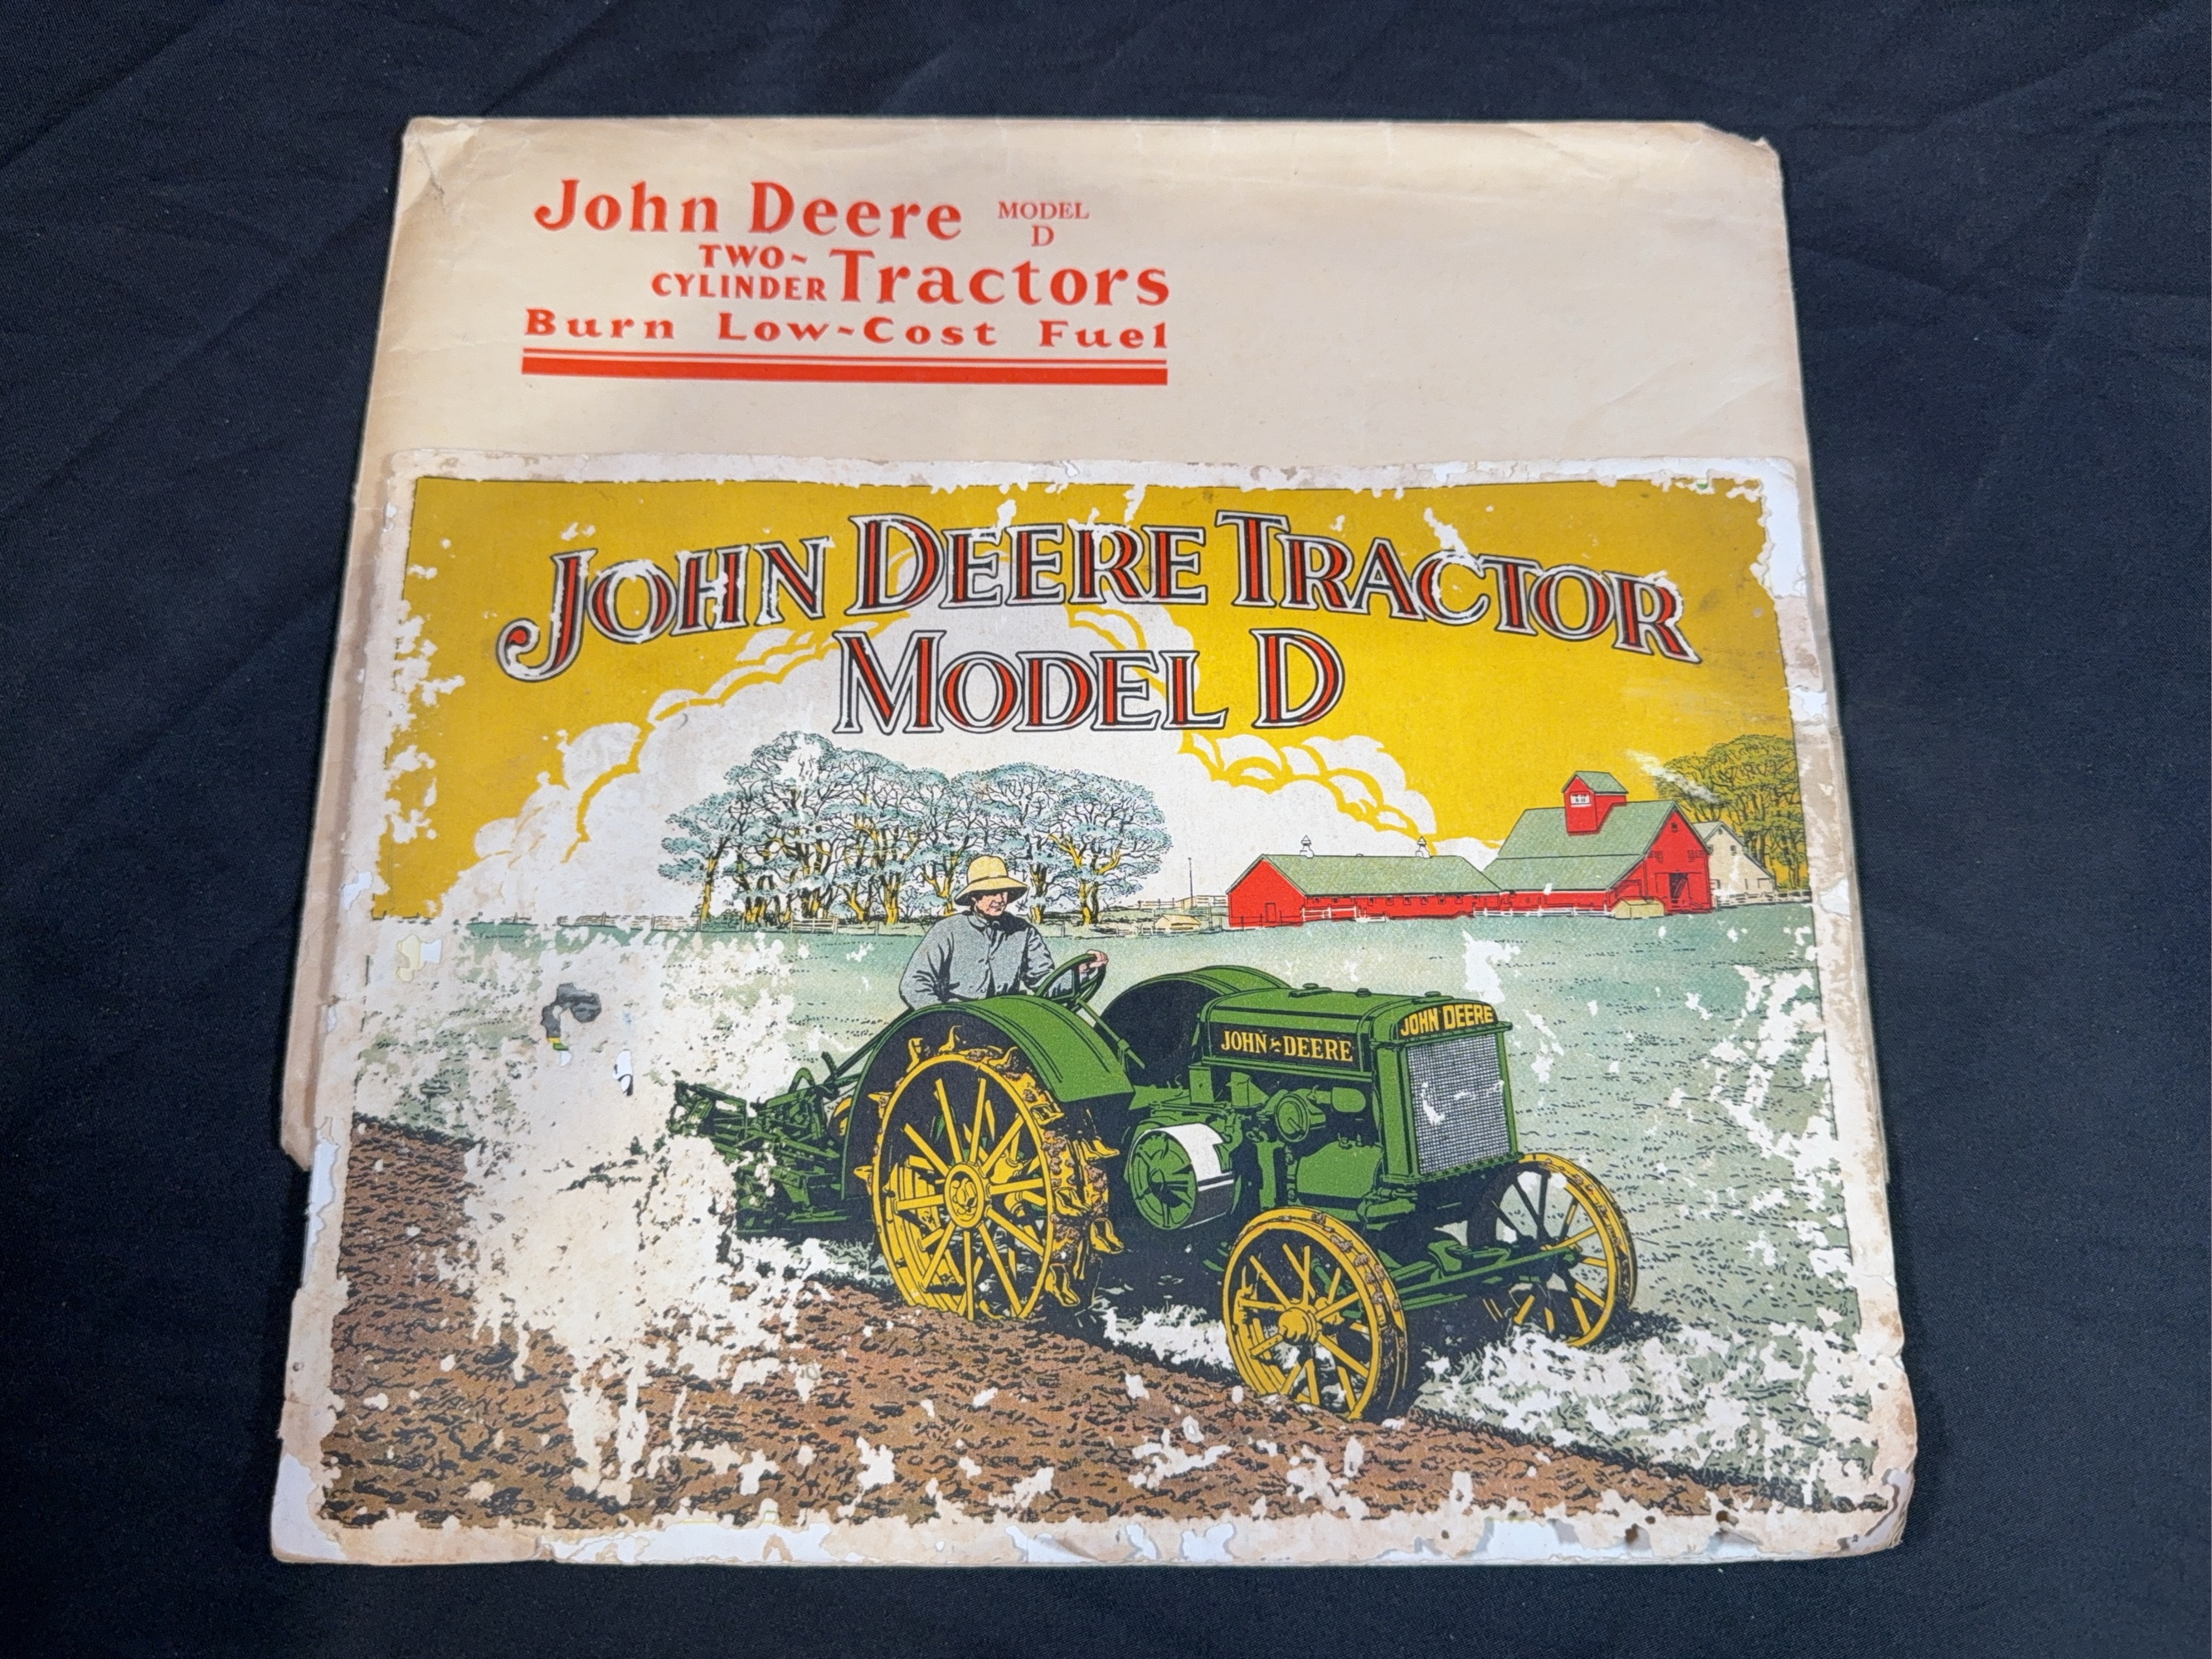 John Deere MODEL D
TWO~
CYLINDER Tractors
Burn Low~Cost Fuel
JOHN DEERE TRACTOR
MODEL D
JOHN DEERE
JOHN DEERE